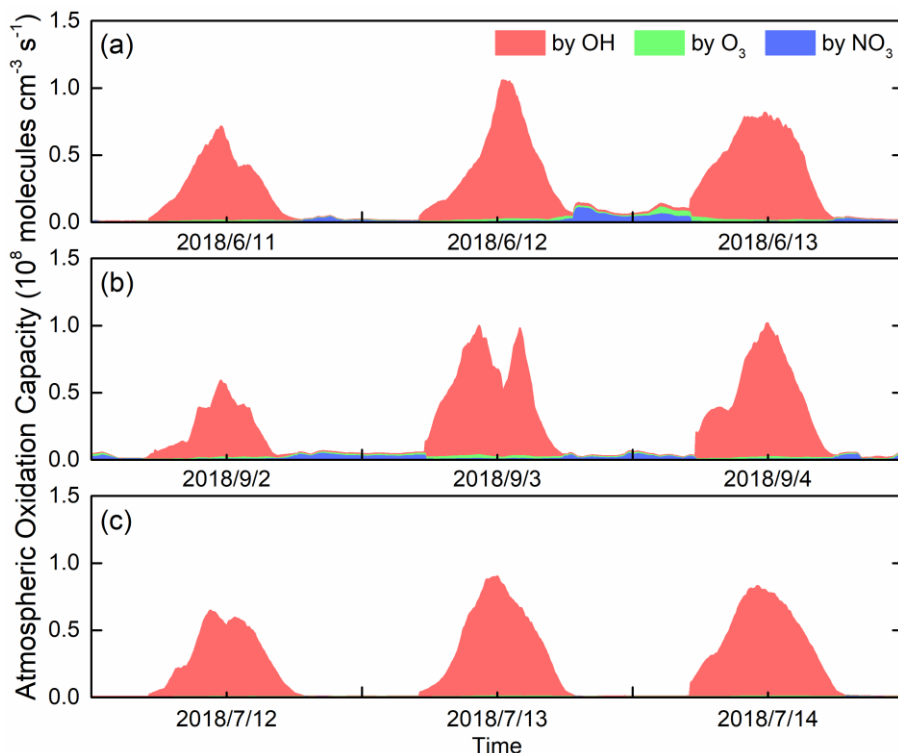 Atmospheric Oxidation Capacity (10⁸ molecules cm⁻³ s⁻¹)
(a)
by OH by O₃ by NO₃
1.5
1.0
0.5
0.0
2018/6/11 2018/6/12 2018/6/13
(b)
1.5
1.0
0.5
0.0
2018/9/2 2018/9/3 2018/9/4
(c)
1.5
1.0
0.5
0.0
2018/7/12 2018/7/13 2018/7/14
Time